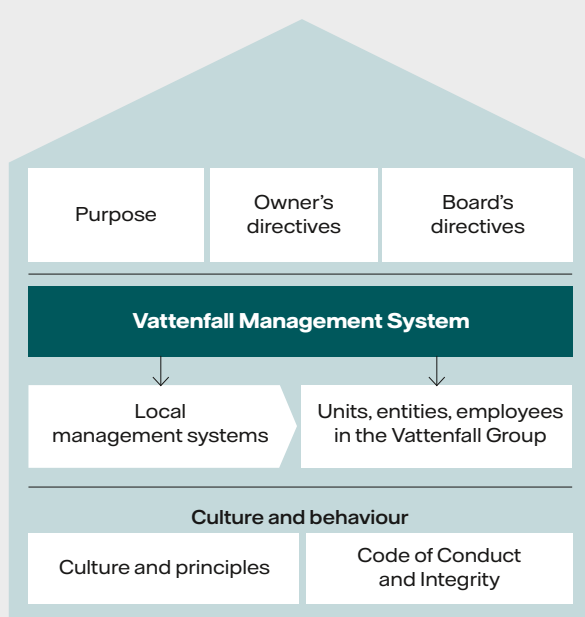 Purpose
Owner's
directives
Board's
directives
Vattenfall Management System
Local
management systems
Units, entities, employees
in the Vattenfall Group
Culture and behaviour
Culture and principles
Code of Conduct
and Integrity